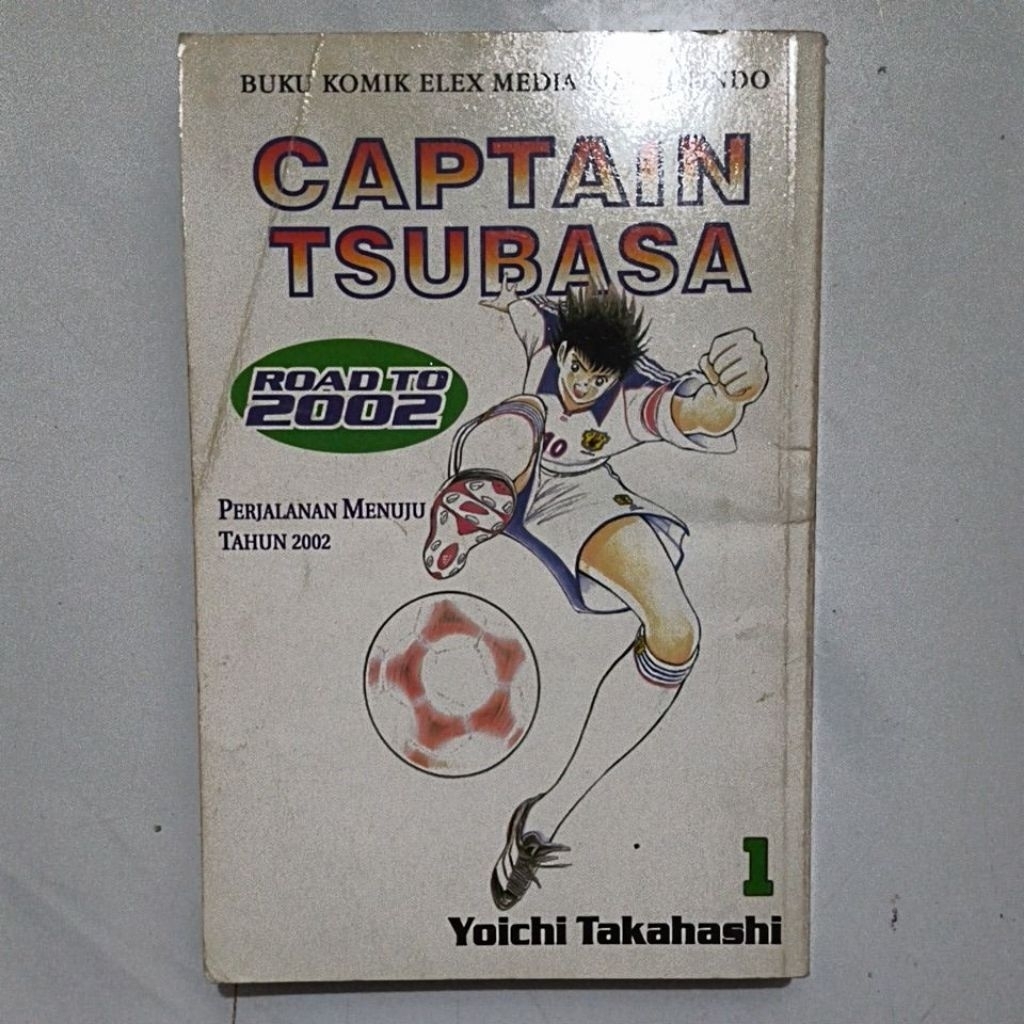 BUKU KOMIK ELEX MEDIA
CAPTAIN
TSUBASA
ROAD TO
2002
10
PERJALANAN MENUJU
TAHUN 2002
1
Yoichi Takahashi